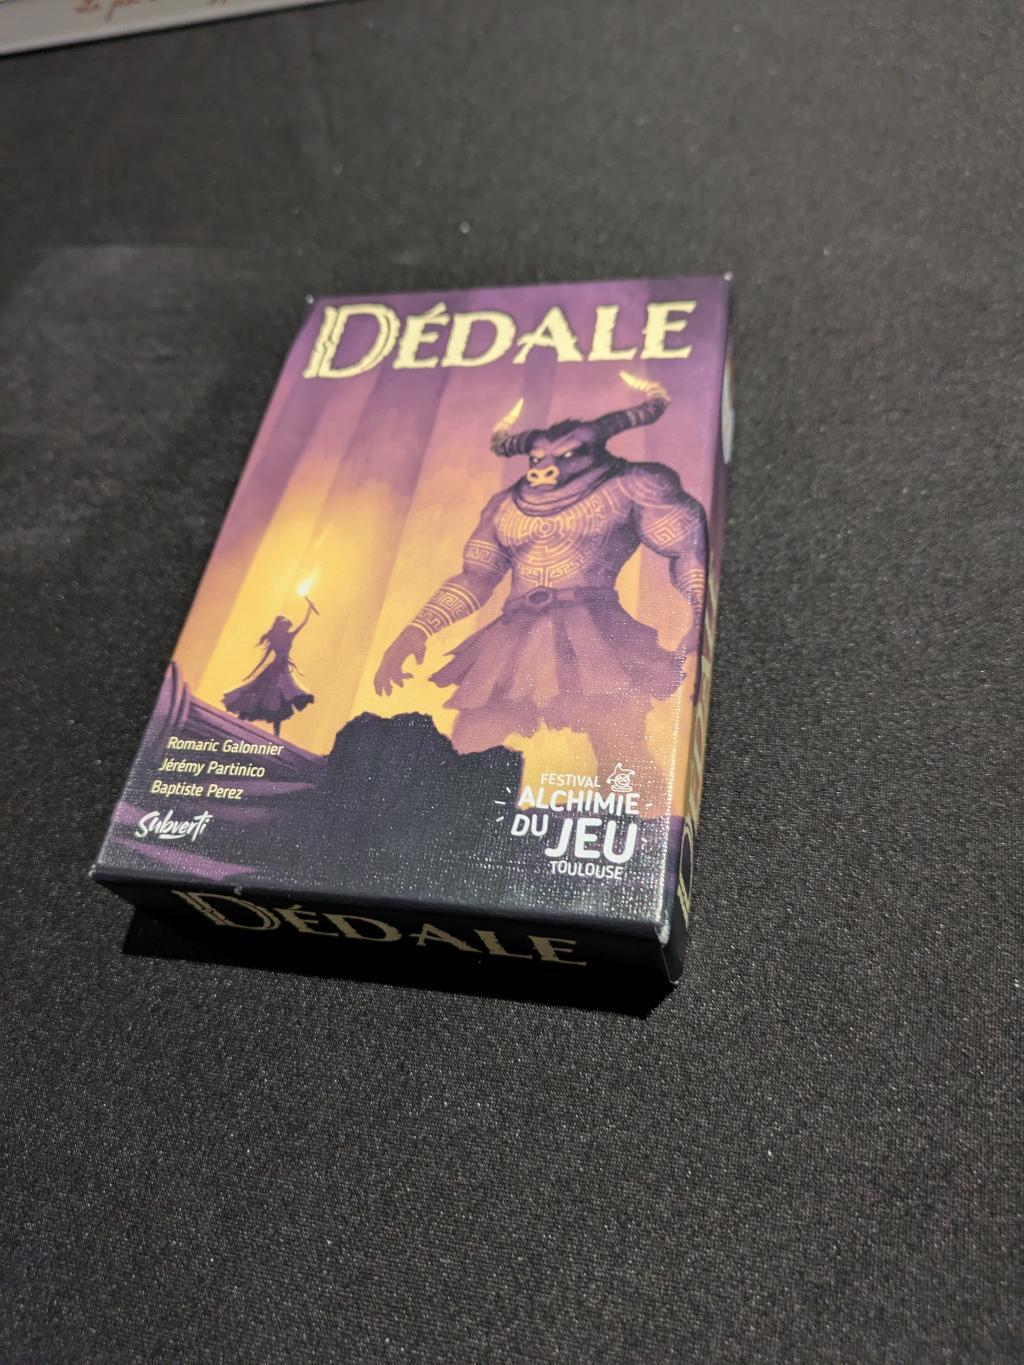 DÉDALE
Romaric Galonnier
Jérémy Partinico
Baptiste Perez
Subverti
FESTIVAL
ALCHIMIE
DU JEU
TOULOUSE
DÉDALE